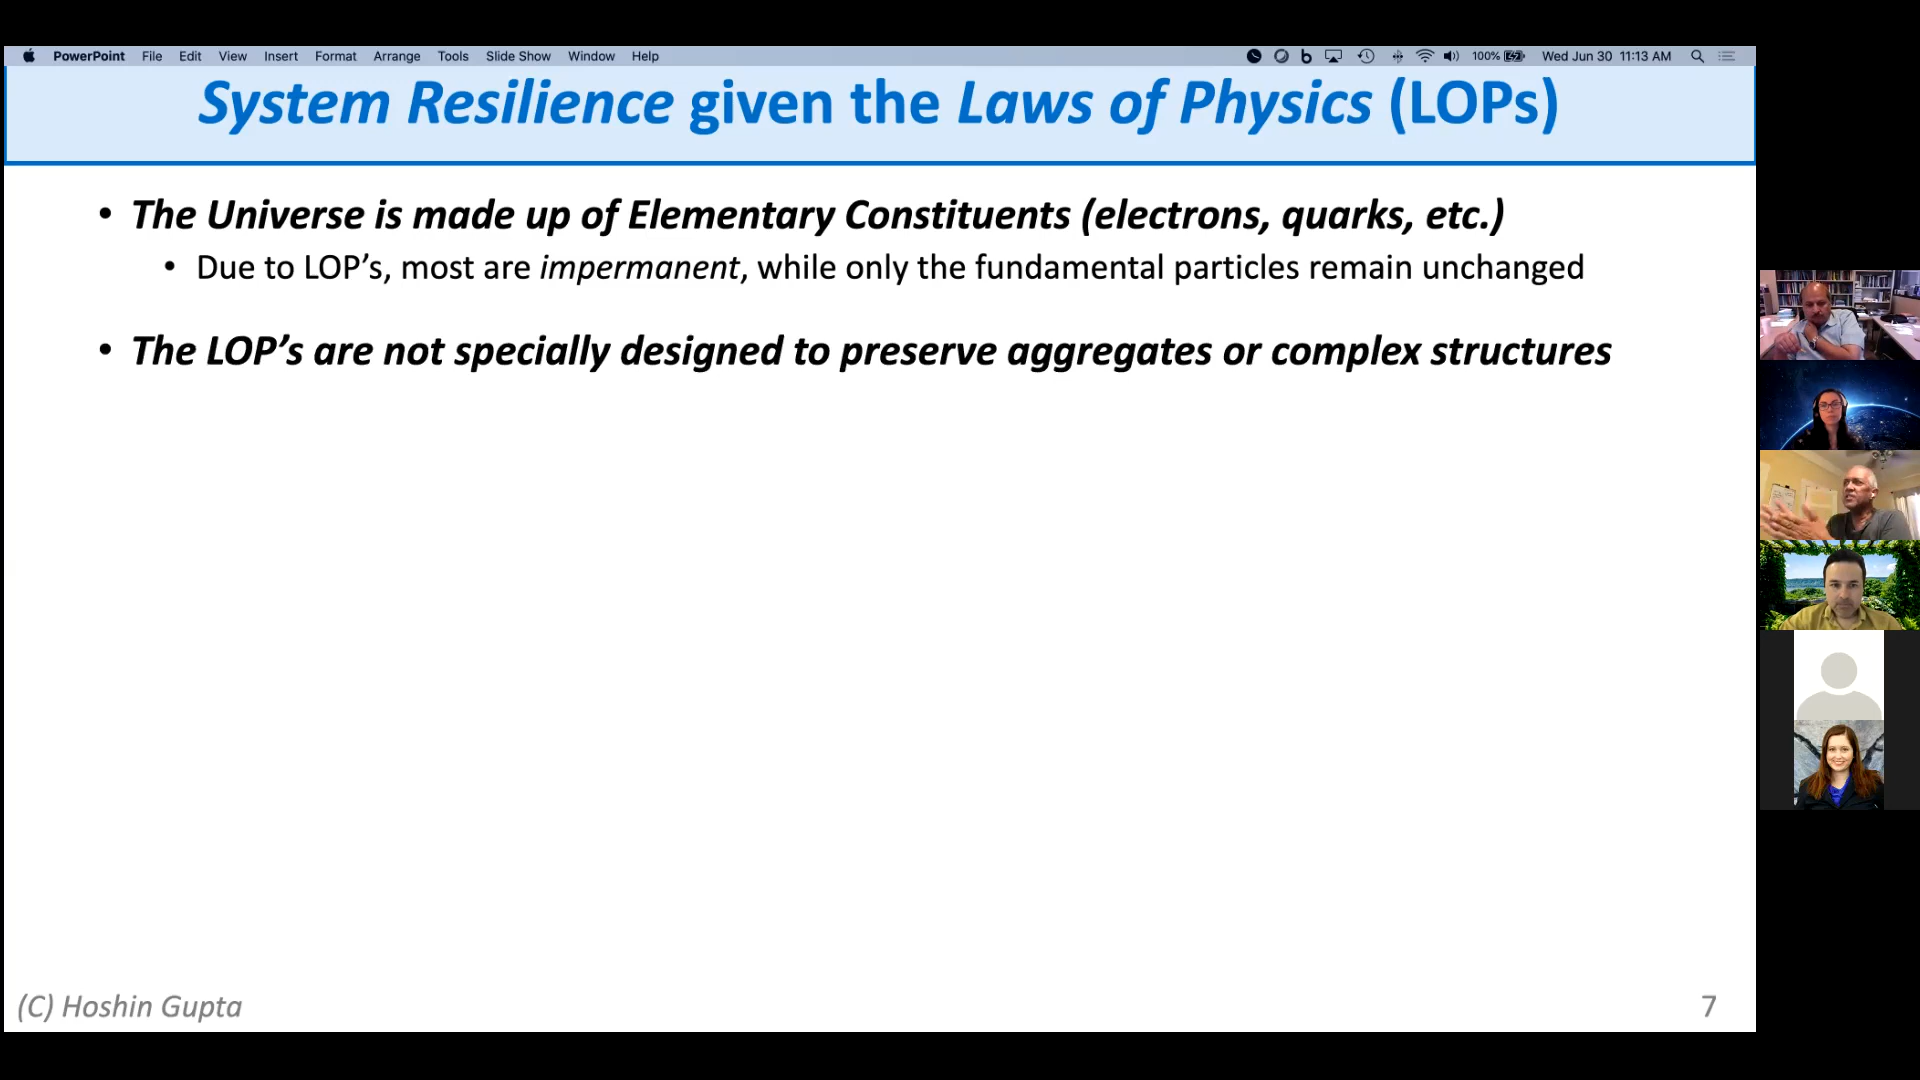 PowerPoint File Edit View Insert Format Arrange Tools Slide Show Window Help 100% Wed Jun 30 11:13 AM
System Resilience given the Laws of Physics (LOPs)
• The Universe is made up of Elementary Constituents (electrons, quarks, etc.)
• Due to LOP’s, most are impermanent, while only the fundamental particles remain unchanged
• The LOP’s are not specially designed to preserve aggregates or complex structures
(C) Hoshin Gupta
7